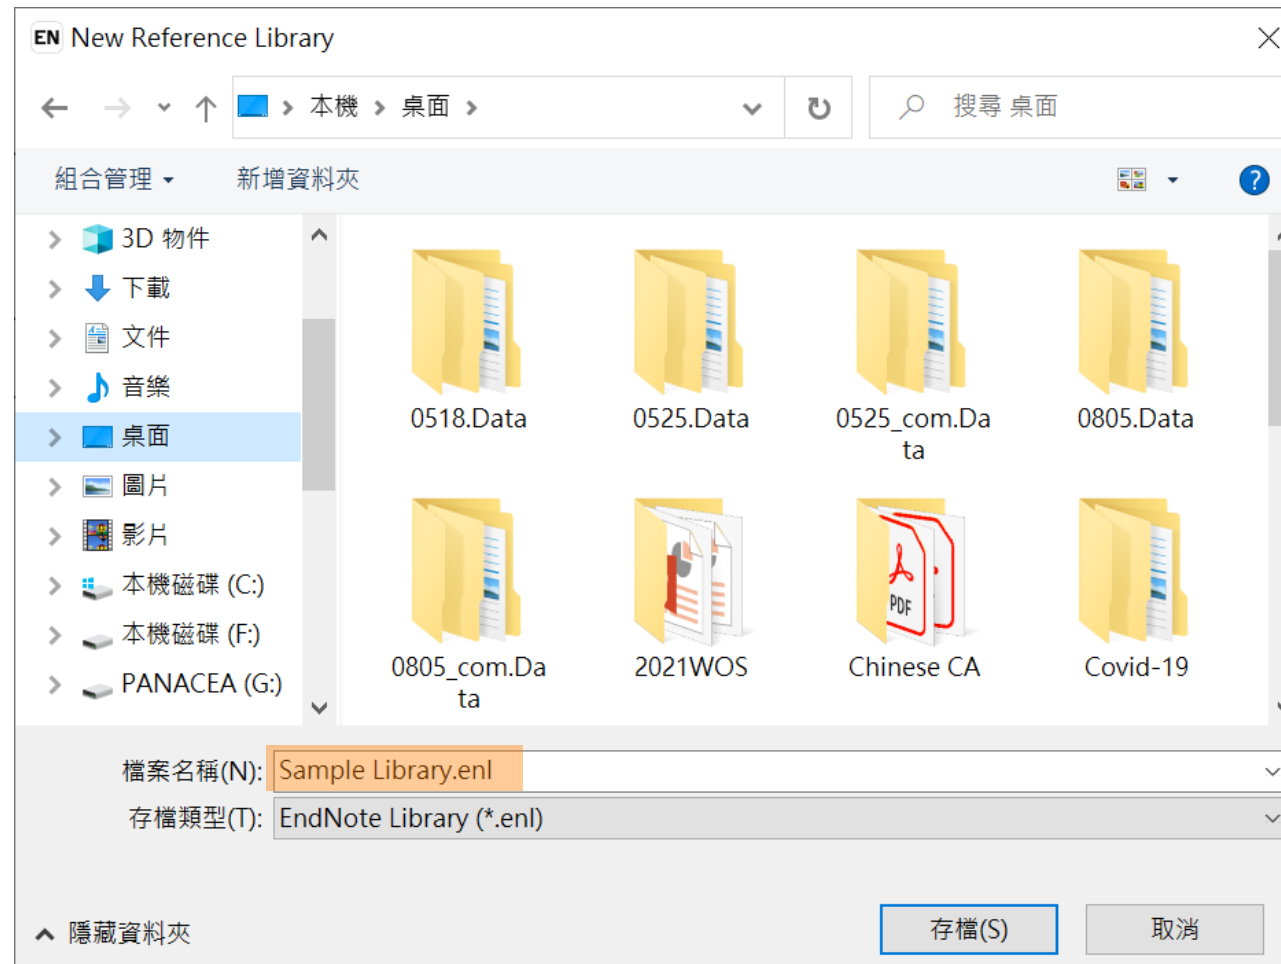 EN New Reference Library
本機 桌面
搜尋 桌面
組合管理 新增資料夾
3D 物件
下載
文件
音樂
桌面
圖片
影片
本機磁碟 (C:)
本機磁碟 (F:)
PANACEA (G:)
0518.Data
0525.Data
0525_com.Da
ta
0805.Data
0805_com.Da
ta
2021WOS
PDF
Chinese CA
Covid-19
檔案名稱(N): Sample Library.enl
存檔類型(T): EndNote Library (*.enl)
隱藏資料夾
存檔(S) 取消